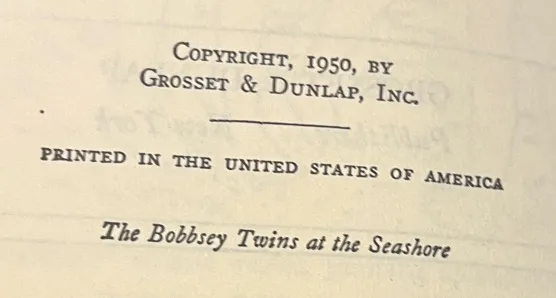 COPYRIGHT, 1950, BY
GROSSET & DUNLAP, INC.
PRINTED IN THE UNITED STATES OF AMERICA
The Bobbsey Twins at the Seashore